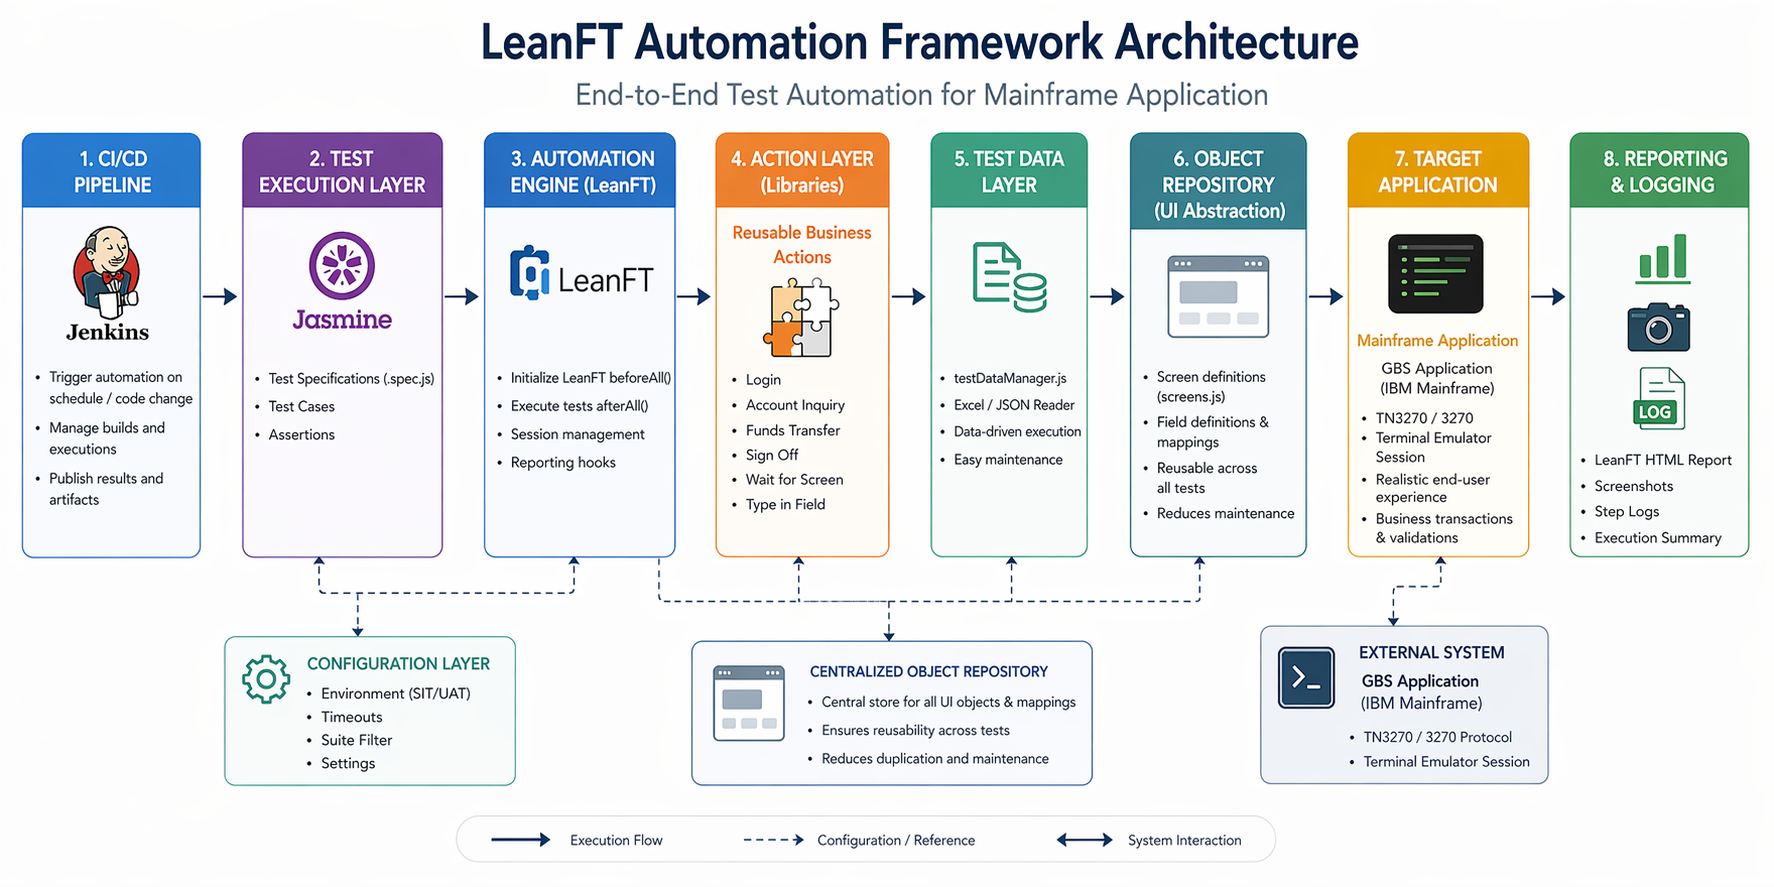 LeanFT Automation Framework Architecture
End-to-End Test Automation for Mainframe Application
1. CI/CD
PIPELINE
Jenkins
• Trigger automation on
schedule / code change
• Manage builds and
executions
• Publish results and
artifacts
2. TEST
EXECUTION LAYER
Jasmine
• Test Specifications (.spec.js)
• Test Cases
• Assertions
3. AUTOMATION
ENGINE (LeanFT)
LeanFT
• Initialize LeanFT beforeAll()
• Execute tests afterAll()
• Session management
• Reporting hooks
4. ACTION LAYER
(Libraries)
Reusable Business
Actions
• Login
• Account Inquiry
• Funds Transfer
• Sign Off
• Wait for Screen
• Type in Field
5. TEST DATA
LAYER
• testDataManager.js
• Excel / JSON Reader
• Data-driven execution
• Easy maintenance
6. OBJECT
REPOSITORY
(UI Abstraction)
• Screen definitions
(screens.js)
• Field definitions &
mappings
• Reusable across
all tests
• Reduces maintenance
7. TARGET
APPLICATION
Mainframe Application
GBS Application
(IBM Mainframe)
• TN3270 / 3270
• Terminal Emulator
Session
• Realistic end-user
experience
• Business transactions
& validations
8. REPORTING
& LOGGING
LOG
• LeanFT HTML Report
• Screenshots
• Step Logs
• Execution Summary
CONFIGURATION LAYER
• Environment (SIT/UAT)
• Timeouts
• Suite Filter
• Settings
CENTRALIZED OBJECT REPOSITORY
• Central store for all UI objects & mappings
• Ensures reusability across tests
• Reduces duplication and maintenance
EXTERNAL SYSTEM
GBS Application
(IBM Mainframe)
• TN3270 / 3270 Protocol
• Terminal Emulator Session
Execution Flow
Configuration / Reference
System Interaction